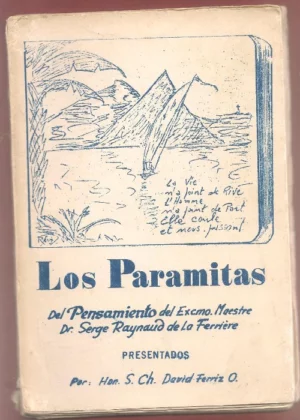 La Vie
n'a point de Rive
L'Homme
n'a point de Port
Elle coule
et nous.. passons
Los Paramitas
Del Pensamiento del Excmo. Maestre
Dr. Serge Raynaud de La Ferrière
PRESENTADOS
Por: Hon. S. Ch. David Ferriz O.